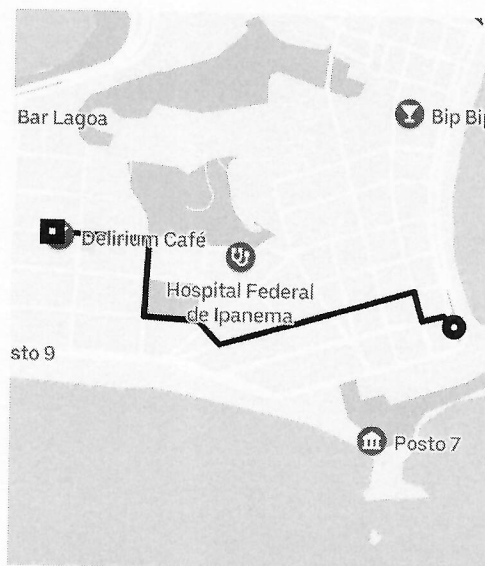 Bar Lagoa
Bip Bip
Delirium Café
Hospital Federal
de Ipanema
sto 9
Posto 7